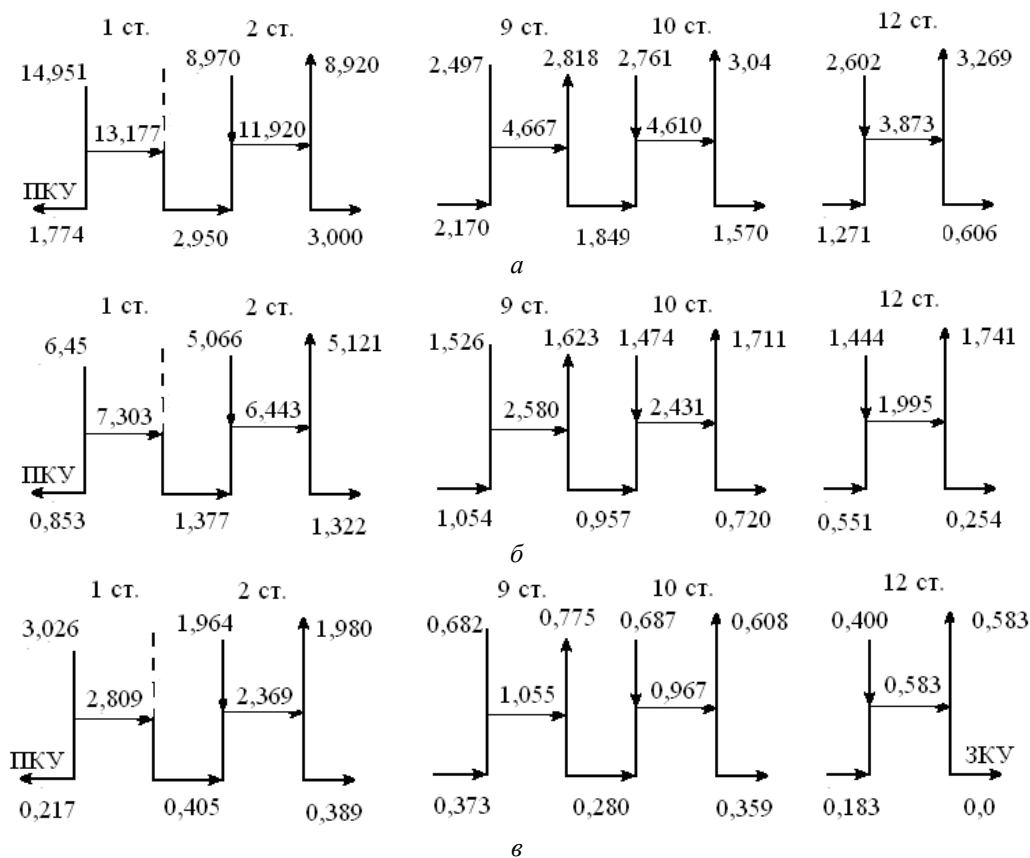 1 ст. 2 ст. 9 ст. 10 ст. 12 ст.
14,951 8,970 8,920 2,497 2,818 2,761 3,04 2,602 3,269
13,177 11,920 4,667 4,610 3,873
ПКУ
1,774 2,950 3,000 2,170 1,849 1,570 1,271 0,606
а
1 ст. 2 ст. 9 ст. 10 ст. 12 ст.
6,45 5,066 5,121 1,526 1,623 1,474 1,711 1,444 1,741
7,303 6,443 2,580 2,431 1,995
ПКУ
0,853 1,377 1,322 1,054 0,957 0,720 0,551 0,254
б
1 ст. 2 ст. 9 ст. 10 ст. 12 ст.
3,026 1,964 1,980 0,682 0,775 0,687 0,608 0,400 0,583
2,809 2,369 1,055 0,967 0,583
ПКУ ЗКУ
0,217 0,405 0,389 0,373 0,280 0,359 0,183 0,0
в